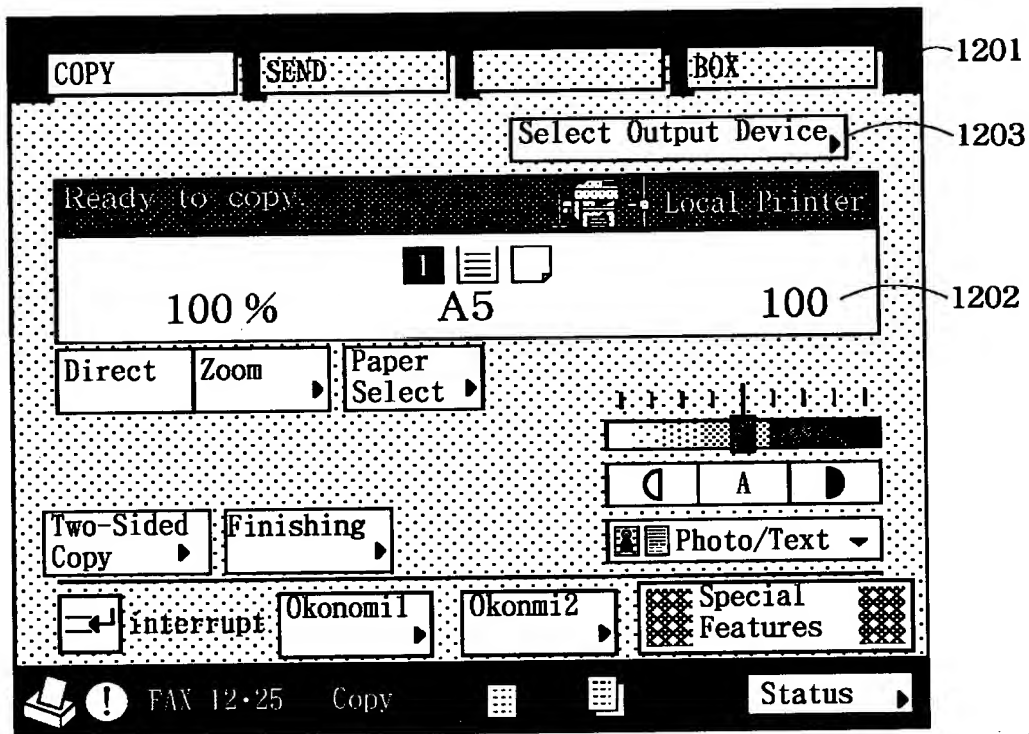 COPY SEND BOX 1201
Select Output Device 1203
Ready to copy. Local Printer
1
100 % A5 100 1202
Direct Zoom Paper
Select
A
Two-Sided
Copy Finishing Photo/Text
interrupt Okonomi1 Okonmi2 Special
Features
! FAX 12·25 Copy Status